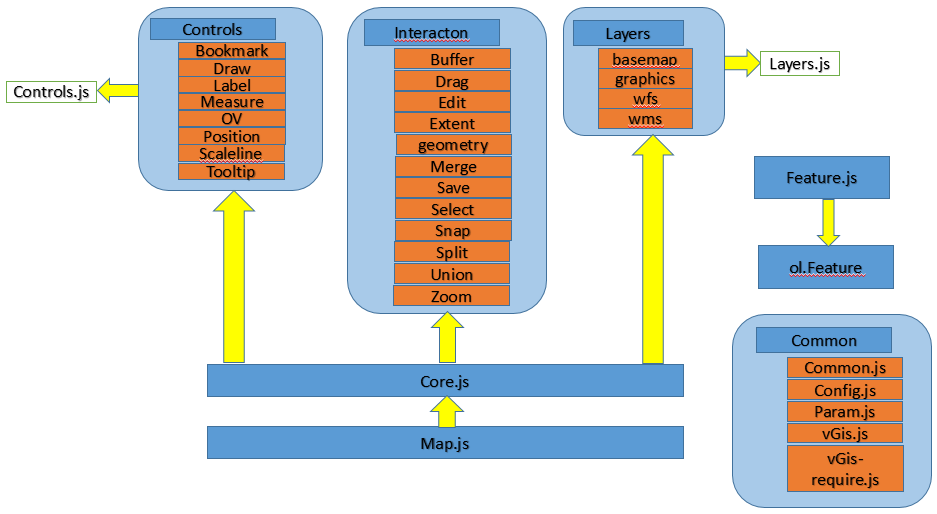 Controls
Bookmark
Draw
Label
Measure
OV
Position
Scaleline
Tooltip
Controls.js
Interacton
Buffer
Drag
Edit
Extent
geometry
Merge
Save
Select
Snap
Split
Union
Zoom
Layers
basemap
graphics
wfs
wms
Layers.js
Feature.js
ol.Feature
Common
Common.js
Config.js
Param.js
vGis.js
vGis-
require.js
Core.js
Map.js